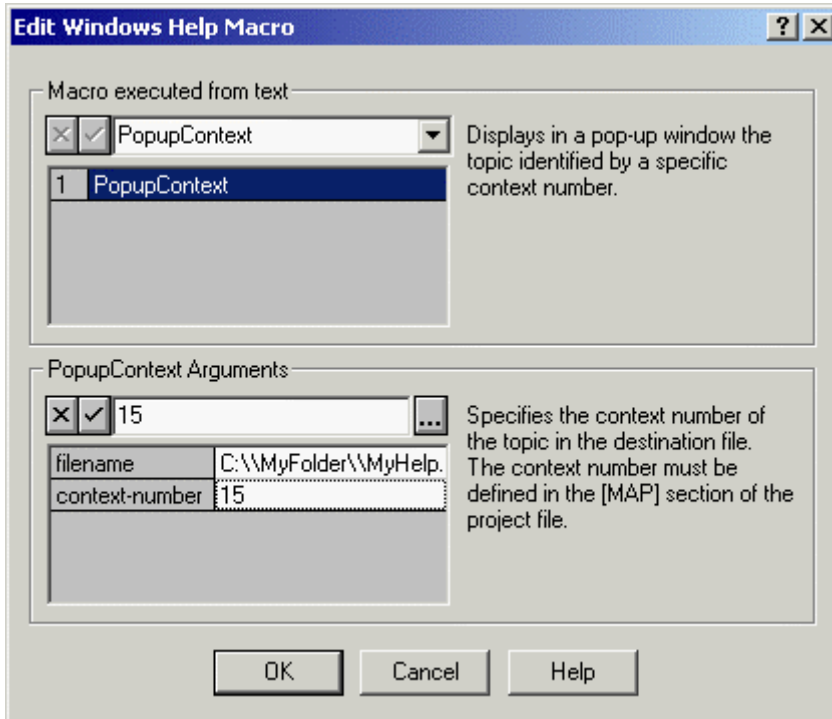 Edit Windows Help Macro
Macro executed from text
PopupContext
Displays in a pop-up window the
topic identified by a specific
context number.
1 PopupContext
PopupContext Arguments
15
Specifies the context number of
the topic in the destination file.
The context number must be
defined in the [MAP] section of the
project file.
filename C:\\MyFolder\\MyHelp.
context-number 15
OK Cancel Help